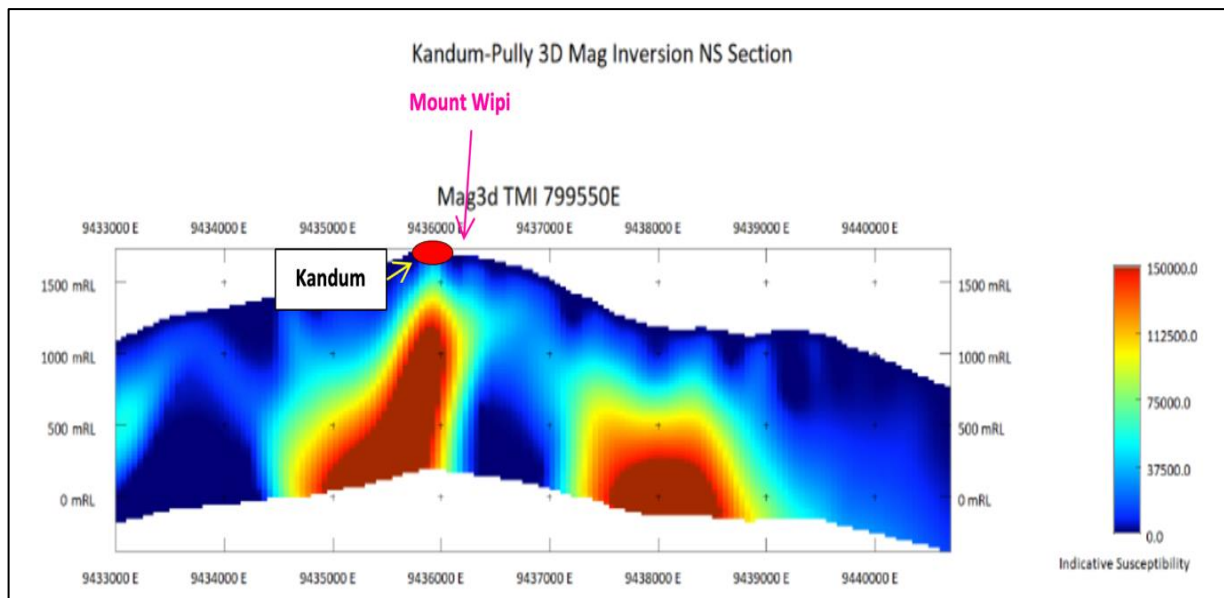 Kandum-Pully 3D Mag Inversion NS Section
Mount Wipi
Mag3d TMI 799550E
9433000 E 9434000 E 9435000 E 9436000 E 9437000 E 9438000 E 9439000 E 9440000 E
Kandum
1500 mRL 1500 mRL
1000 mRL 1000 mRL
500 mRL 500 mRL
0 mRL 0 mRL
9433000 E 9434000 E 9435000 E 9436000 E 9437000 E 9438000 E 9439000 E 9440000 E
150000.0
112500.0
75000.0
37500.0
0.0
Indicative Susceptibility